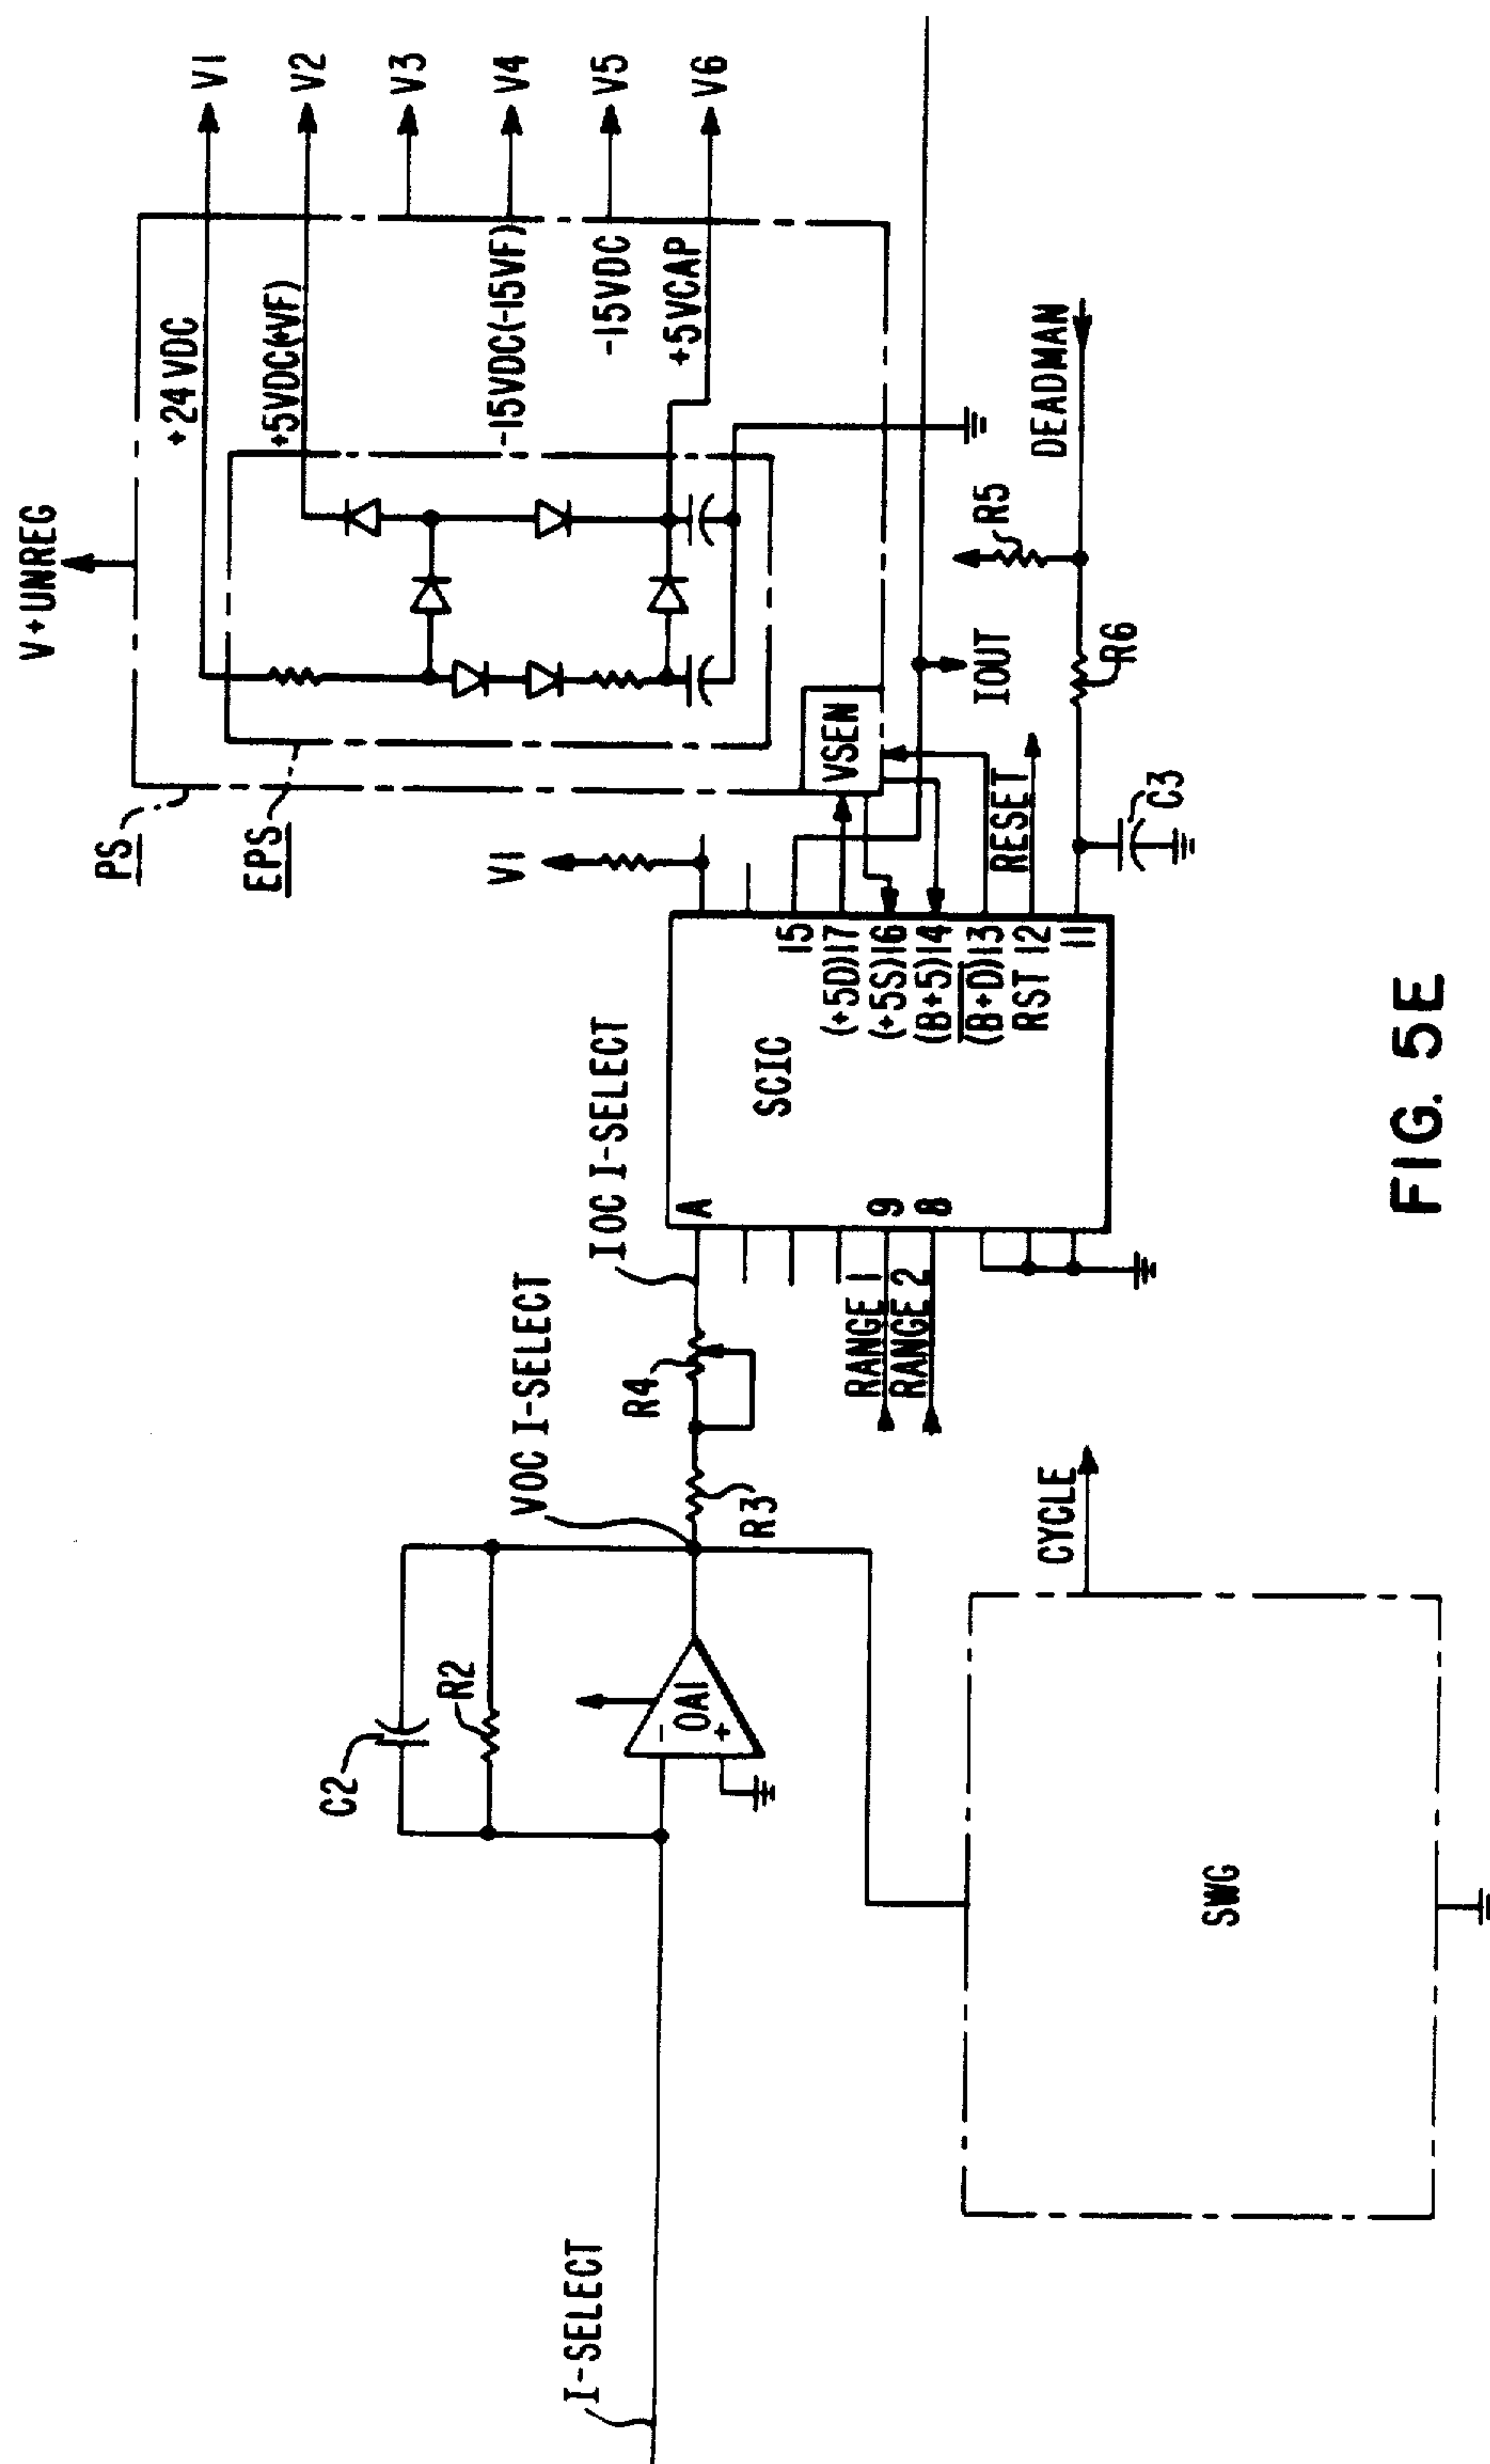 V+UNREG
PS
EPS
+24 VDC
V1
+5VDC(+VF)
V2
V3
-15VDC(-15VF)
V4
-15VDC
V5
+5VCAP
V6
VSEN
V1
IOUT
R5
DEADMAN
R6
C3
RESET
15
(+5D)17
(+5S)16
(B+5)14
(B+D)13
RST 12
11
SCIC
A
9
8
IOC I-SELECT
VOC I-SELECT
R4
R3
RANGE 1
RANGE 2
C2
R2
OA1
-
+
I-SELECT
CYCLE
SWG
FIG. 5E